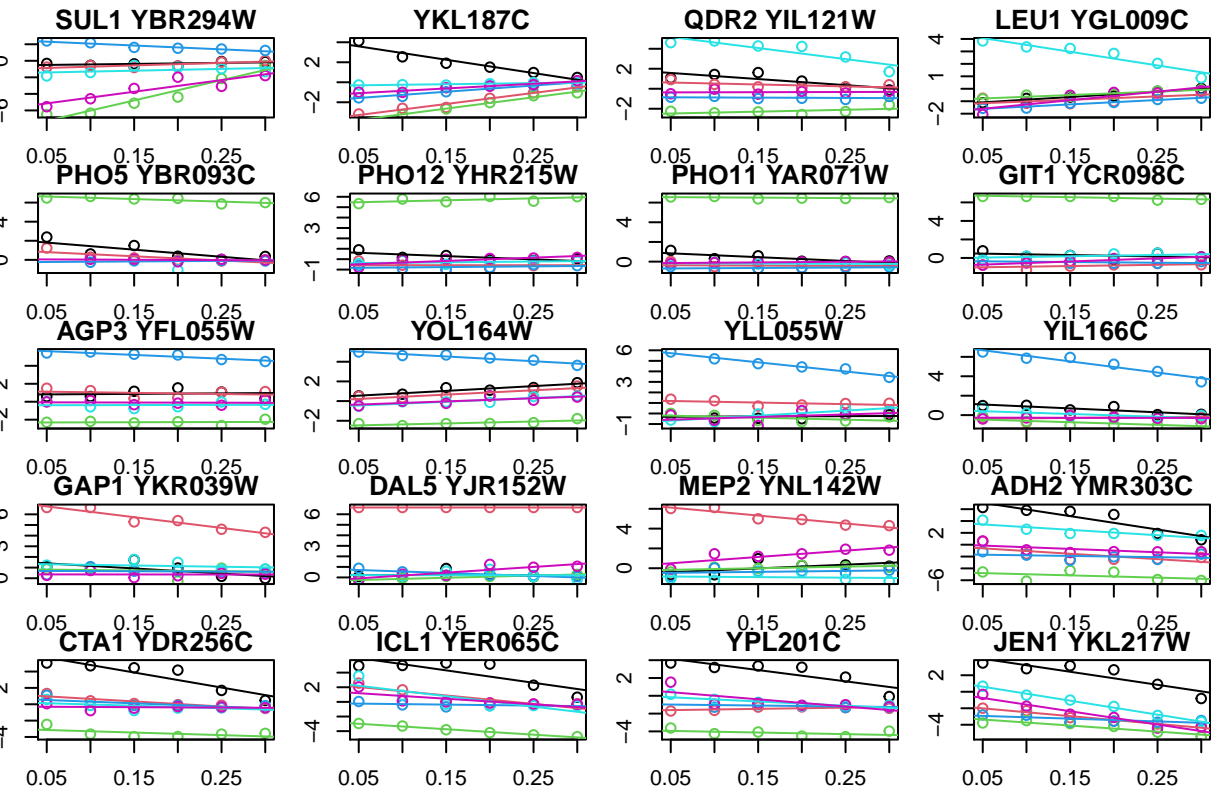 SUL1 YBR294W YKL187C QDR2 YIL121W LEU1 YGL009C
0 −6 2 −2 2 −2 4 1 −2
0.05 0.15 0.25 0.05 0.15 0.25 0.05 0.15 0.25 0.05 0.15 0.25
PHO5 YBR093C PHO12 YHR215W PHO11 YAR071W GIT1 YCR098C
4 0 6 3 −1 4 0 4 0
0.05 0.15 0.25 0.05 0.15 0.25 0.05 0.15 0.25 0.05 0.15 0.25
AGP3 YFL055W YOL164W YLL055W YIL166C
2 −2 2 −2 6 3 −1 4 0
0.05 0.15 0.25 0.05 0.15 0.25 0.05 0.15 0.25 0.05 0.15 0.25
GAP1 YKR039W DAL5 YJR152W MEP2 YNL142W ADH2 YMR303C
6 3 0 6 3 0 4 0 2 −6
0.05 0.15 0.25 0.05 0.15 0.25 0.05 0.15 0.25 0.05 0.15 0.25
CTA1 YDR256C ICL1 YER065C YPL201C JEN1 YKL217W
2 −4 2 −4 2 −4 2 −4
0.05 0.15 0.25 0.05 0.15 0.25 0.05 0.15 0.25 0.05 0.15 0.25